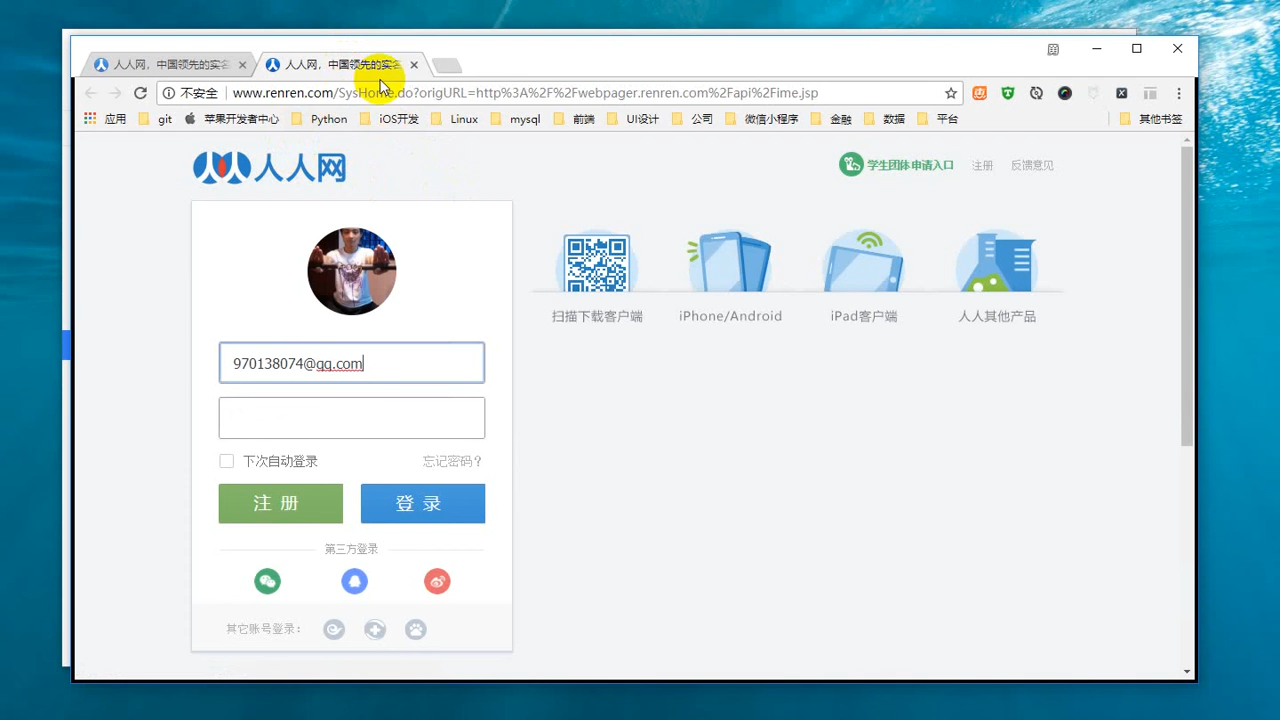 人人网，中国领先的实名
人人网，中国领先的实名
不安全 www.renren.com/SysHome.do?origURL=http%3A%2F%2Fwebpager.renren.com%2Fapi%2Fime.jsp
应用 git 苹果开发者中心 Python iOS开发 Linux mysql 前端 UI设计 公司 微信小程序 金融 数据 平台 其他书签
人人网
学生团体申请入口 注册 反馈意见
970138074@qq.com
下次自动登录 忘记密码？
注册 登录
第三方登录
其它账号登录：
扫描下载客户端 iPhone/Android iPad客户端 人人其他产品